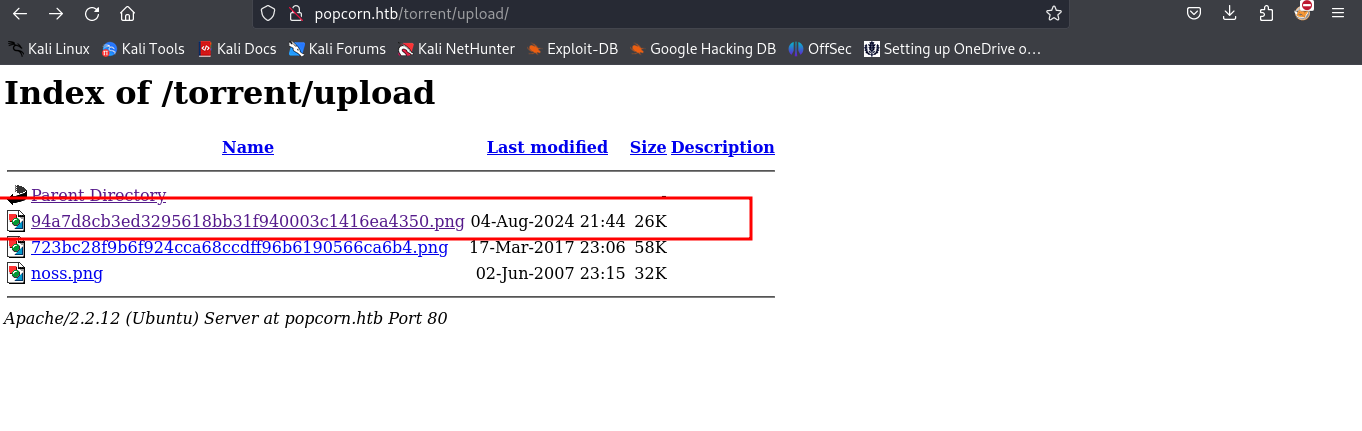 popcorn.htb/torrent/upload/
Kali Linux Kali Tools Kali Docs Kali Forums Kali NetHunter Exploit-DB Google Hacking DB OffSec Setting up OneDrive o…
Index of /torrent/upload
Name Last modified Size Description
Parent Directory -
94a7d8cb3ed3295618bb31f940003c1416ea4350.png 04-Aug-2024 21:44 26K
723bc28f9b6f924cca68ccdff96b6190566ca6b4.png 17-Mar-2017 23:06 58K
noss.png 02-Jun-2007 23:15 32K
Apache/2.2.12 (Ubuntu) Server at popcorn.htb Port 80